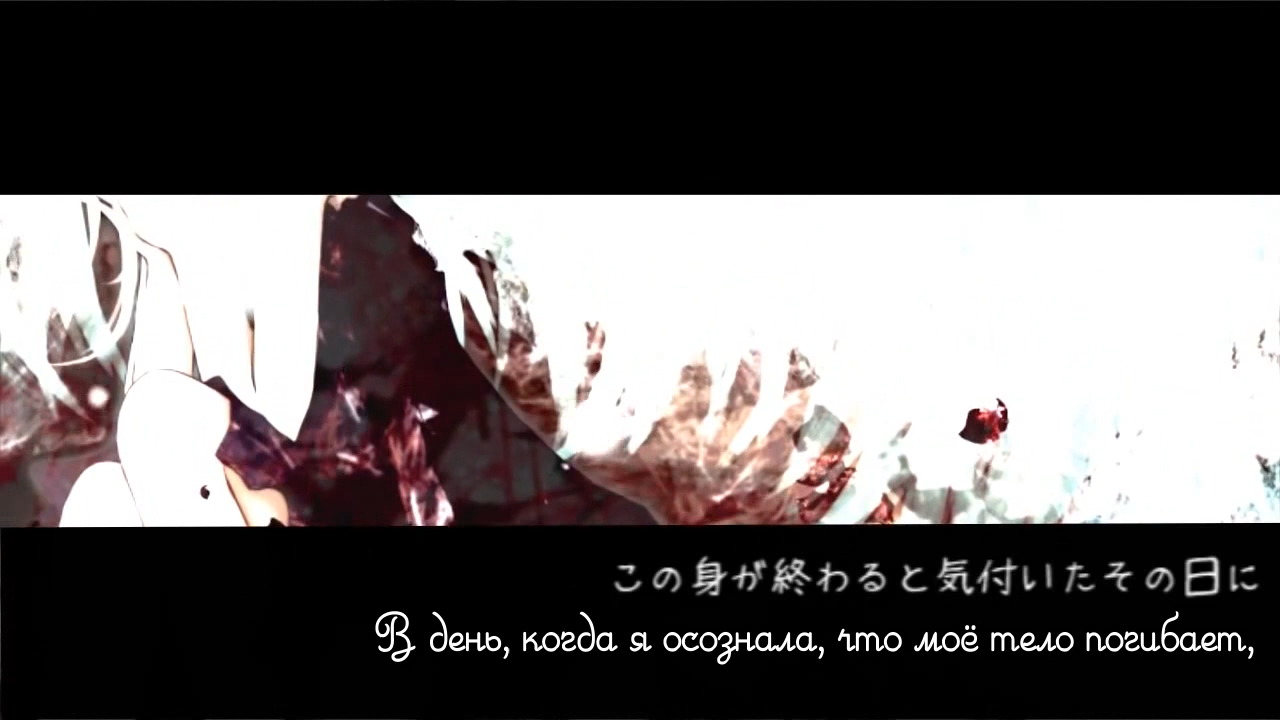 この身が終わると気付いたその日に
В день, когда я осознала, что моё тело погибает,